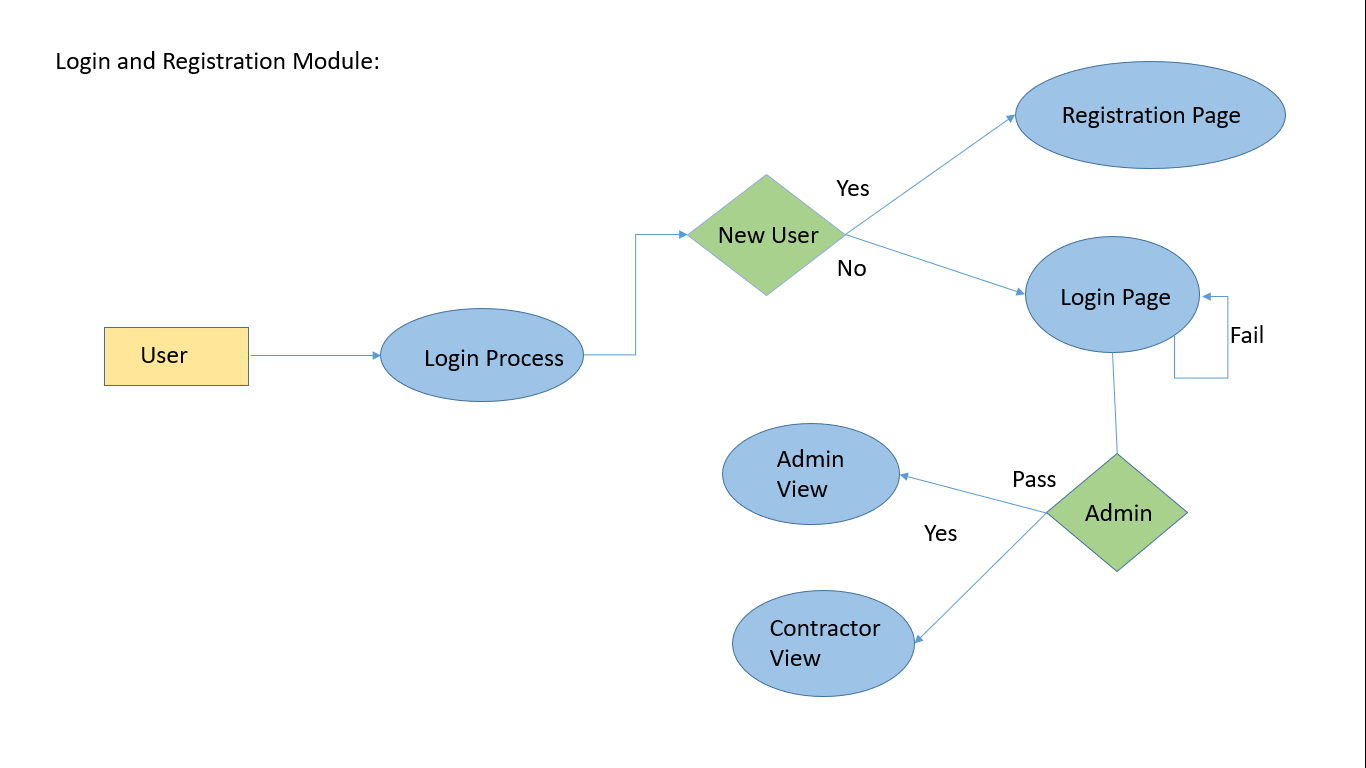 Login and Registration Module:
Registration Page
Yes
New User
No
Login Page
Fail
User
Login Process
Admin
View
Pass
Admin
Yes
Contractor
View